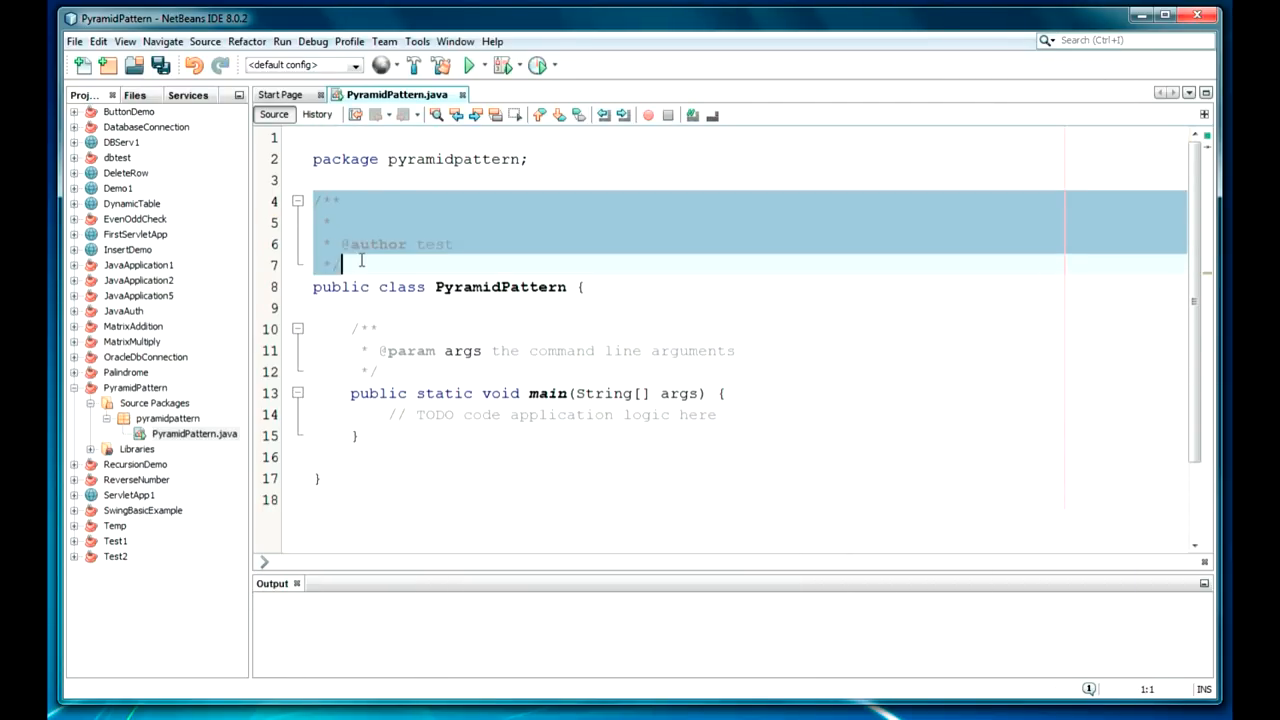 PyramidPattern - NetBeans IDE 8.0.2
File Edit View Navigate Source Refactor Run Debug Profile Team Tools Window Help
Search (Ctrl+I)
<default config>
Proj... Files Services
Start Page PyramidPattern.java
Source History
ButtonDemo
DatabaseConnection
DBServ1
dbtest
DeleteRow
Demo1
DynamicTable
EvenOddCheck
FirstServletApp
InsertDemo
JavaApplication1
JavaApplication2
JavaApplication5
JavaAuth
MatrixAddition
MatrixMultiply
OracleDbConnection
Palindrome
PyramidPattern
Source Packages
pyramidpattern
PyramidPattern.java
Libraries
RecursionDemo
ReverseNumber
ServletApp1
SwingBasicExample
Temp
Test1
Test2
1
2 package pyramidpattern;
3
4 /**
5 *
6 * @author test
7 */
8 public class PyramidPattern {
9
10 /**
11 * @param args the command line arguments
12 */
13 public static void main(String[] args) {
14 // TODO code application logic here
15 }
16
17 }
18
Output
1 1:1 INS